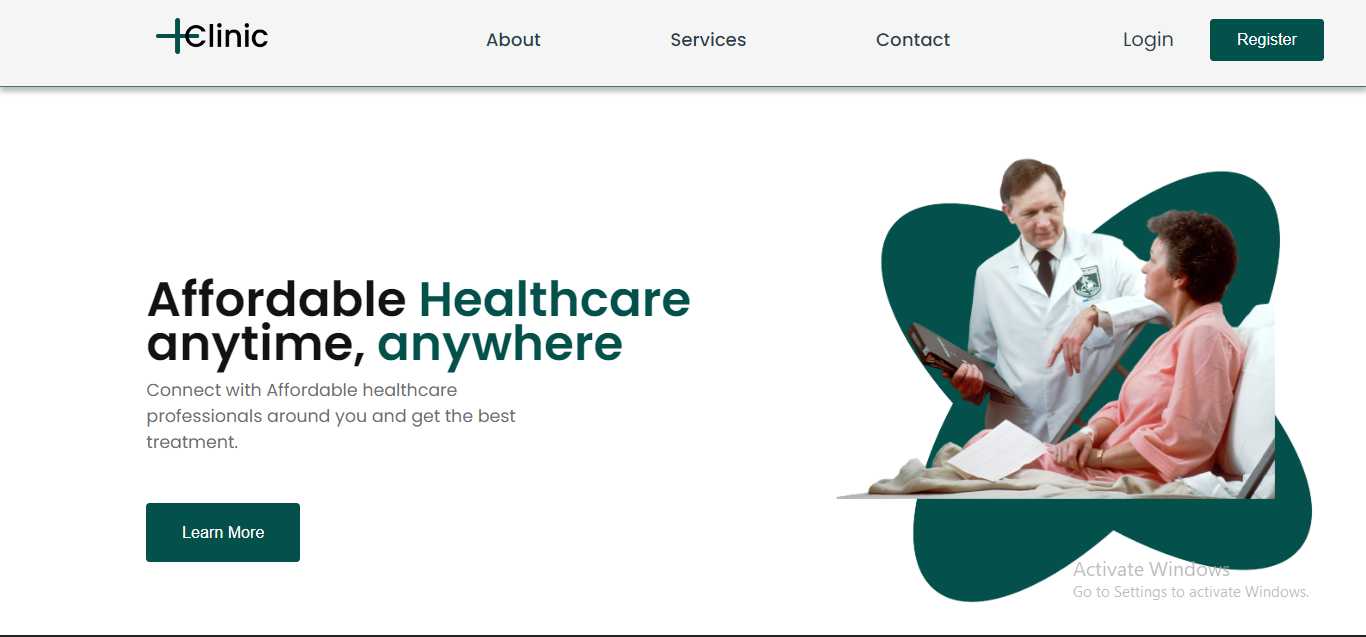 Clinic
About
Services
Contact
Login
Register
Affordable Healthcare
anytime, anywhere
Connect with Affordable healthcare
professionals around you and get the best
treatment.
Learn More
Activate Windows
Go to Settings to activate Windows.